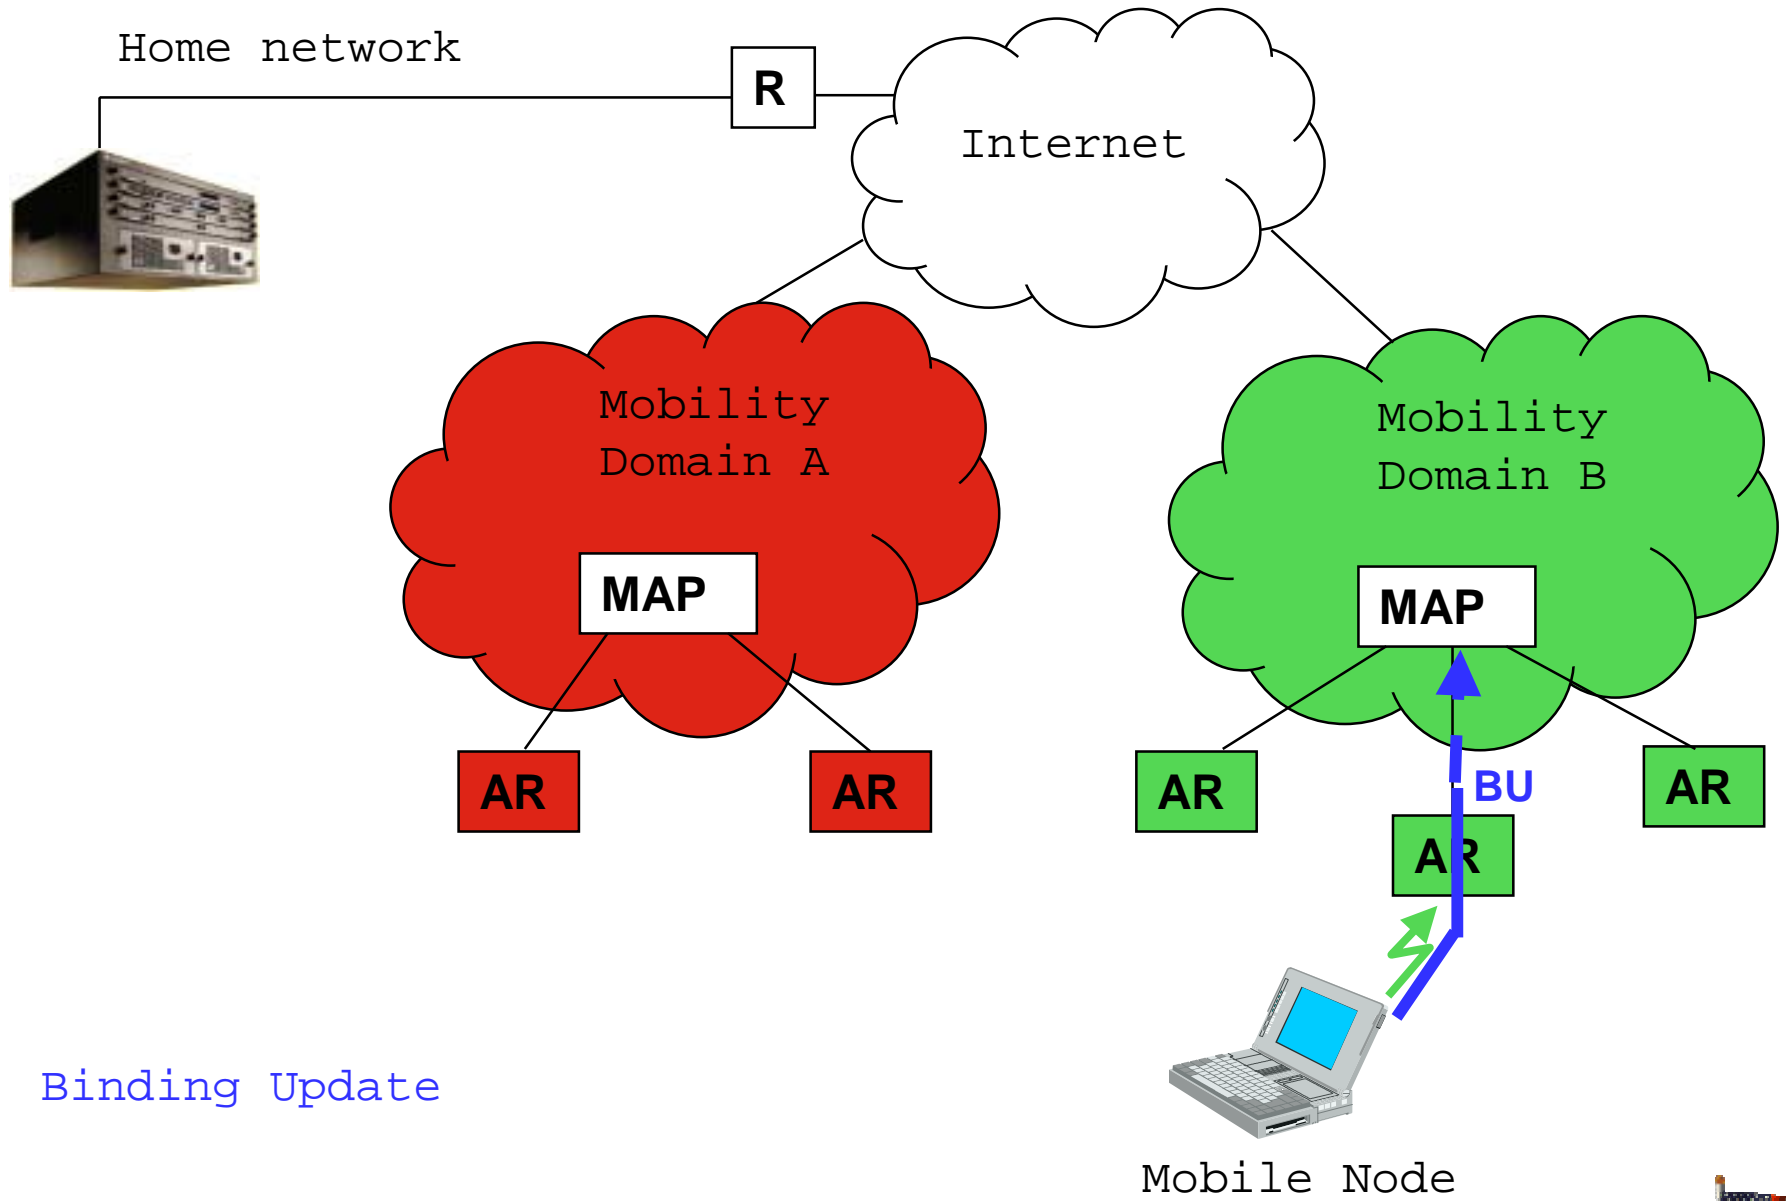 Home network
R
Internet
Mobility
Domain A
Mobility
Domain B
MAP
MAP
AR
AR
AR
BU
AR
AR
Binding Update
Mobile Node